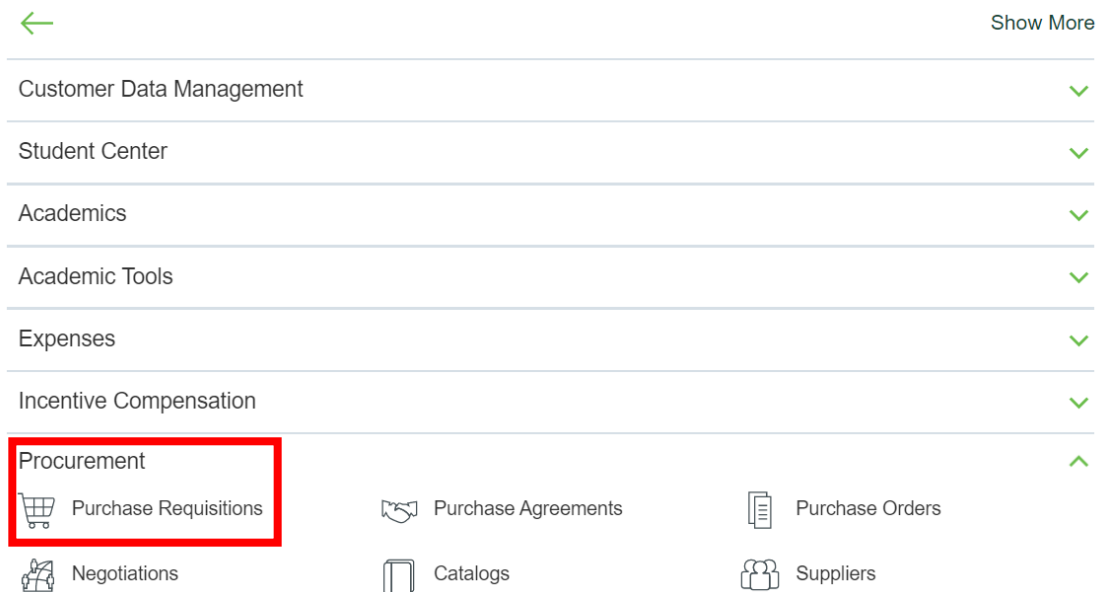 Show More
Customer Data Management
Student Center
Academics
Academic Tools
Expenses
Incentive Compensation
Procurement
Purchase Requisitions Purchase Agreements Purchase Orders
Negotiations Catalogs Suppliers